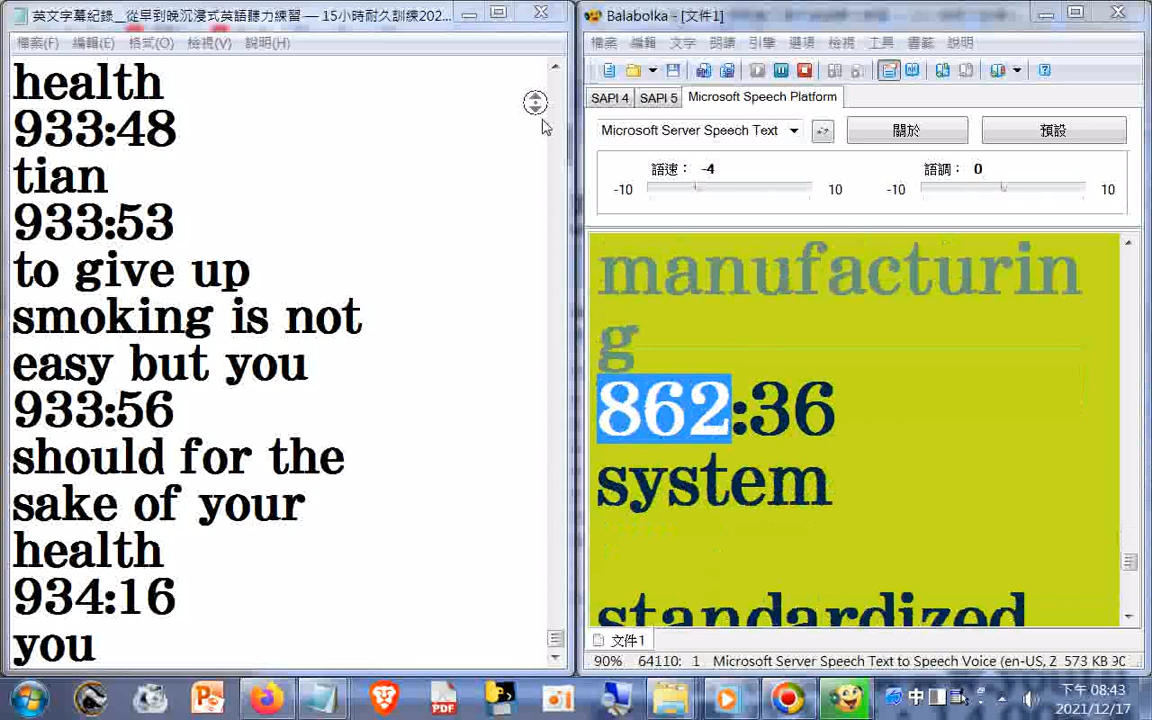 英文字幕紀錄__從早到晚沉浸式英語聽力練習 — 15小時耐久訓練202...
檔案(F) 編輯(E) 格式(O) 檢視(V) 說明(H)
health
933:48
tian
933:53
to give up
smoking is not
easy but you
933:56
should for the
sake of your
health
934:16
you
Balabolka - [文件1]
檔案 編輯 文字 朗讀 引擎 選項 檢視 工具 書籤 說明
SAPI 4 SAPI 5 Microsoft Speech Platform
Microsoft Server Speech Text 關於 預設
語速： -4 語調： 0
-10 10 -10 10
manufacturin
g
862:36
system
standardized
文件1
90% 64110: 1 Microsoft Server Speech Text to Speech Voice (en-US, 2 573 KB
PDF 中 下午 08:43
2021/12/17